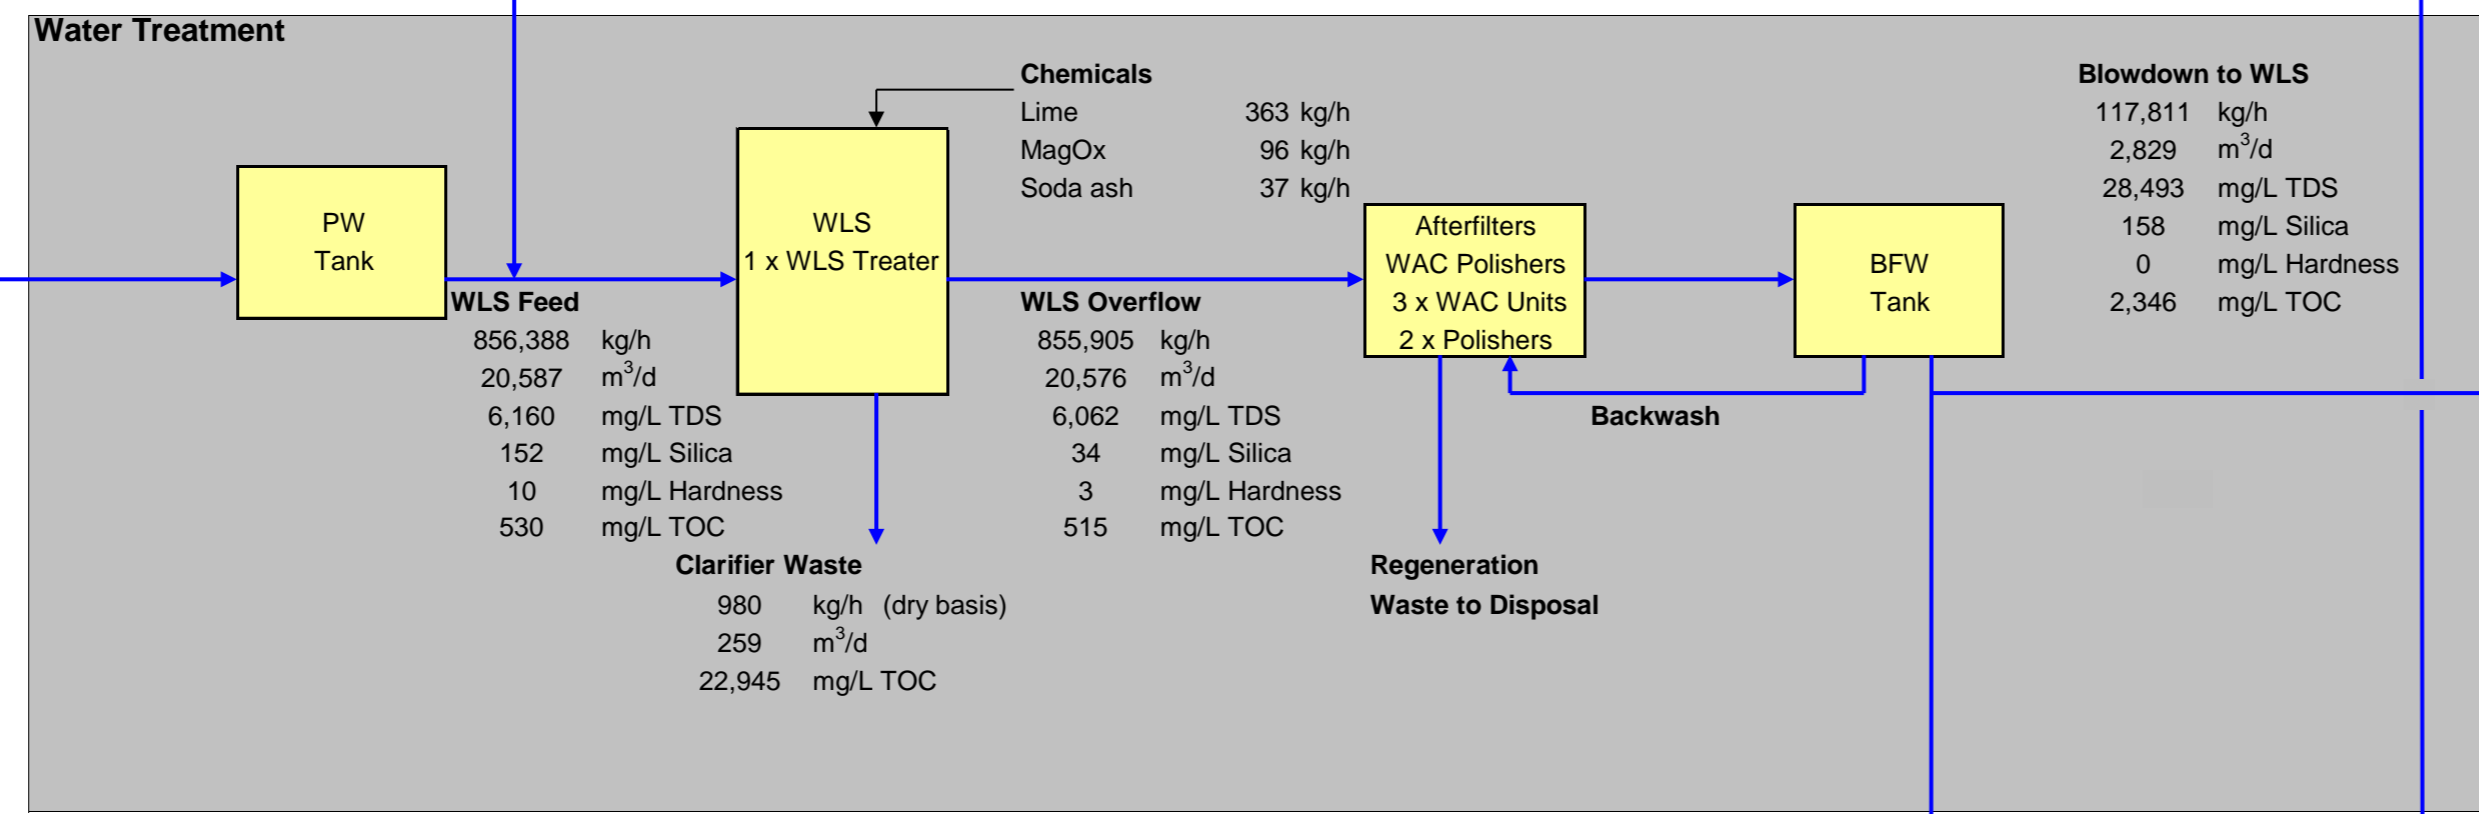 Water Treatment
Chemicals
Lime 363 kg/h
MagOx 96 kg/h
Soda ash 37 kg/h
Blowdown to WLS
117,811 kg/h
2,829 m³/d
28,493 mg/L TDS
158 mg/L Silica
0 mg/L Hardness
2,346 mg/L TOC
PW
Tank
WLS
1 x WLS Treater
Afterfilters
WAC Polishers
3 x WAC Units
2 x Polishers
BFW
Tank
WLS Feed
856,388 kg/h
20,587 m³/d
6,160 mg/L TDS
152 mg/L Silica
10 mg/L Hardness
530 mg/L TOC
WLS Overflow
855,905 kg/h
20,576 m³/d
6,062 mg/L TDS
34 mg/L Silica
3 mg/L Hardness
515 mg/L TOC
Backwash
Clarifier Waste
980 kg/h (dry basis)
259 m³/d
22,945 mg/L TOC
Regeneration
Waste to Disposal